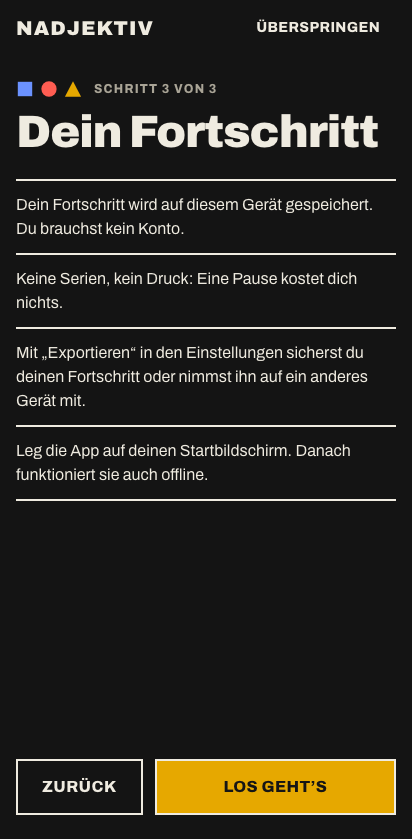 NADJEKTIV
ÜBERSPRINGEN
SCHRITT 3 VON 3
Dein Fortschritt
Dein Fortschritt wird auf diesem Gerät gespeichert.
Du brauchst kein Konto.
Keine Serien, kein Druck: Eine Pause kostet dich
nichts.
Mit „Exportieren“ in den Einstellungen sicherst du
deinen Fortschritt oder nimmst ihn auf ein anderes
Gerät mit.
Leg die App auf deinen Startbildschirm. Danach
funktioniert sie auch offline.
ZURÜCK
LOS GEHT’S